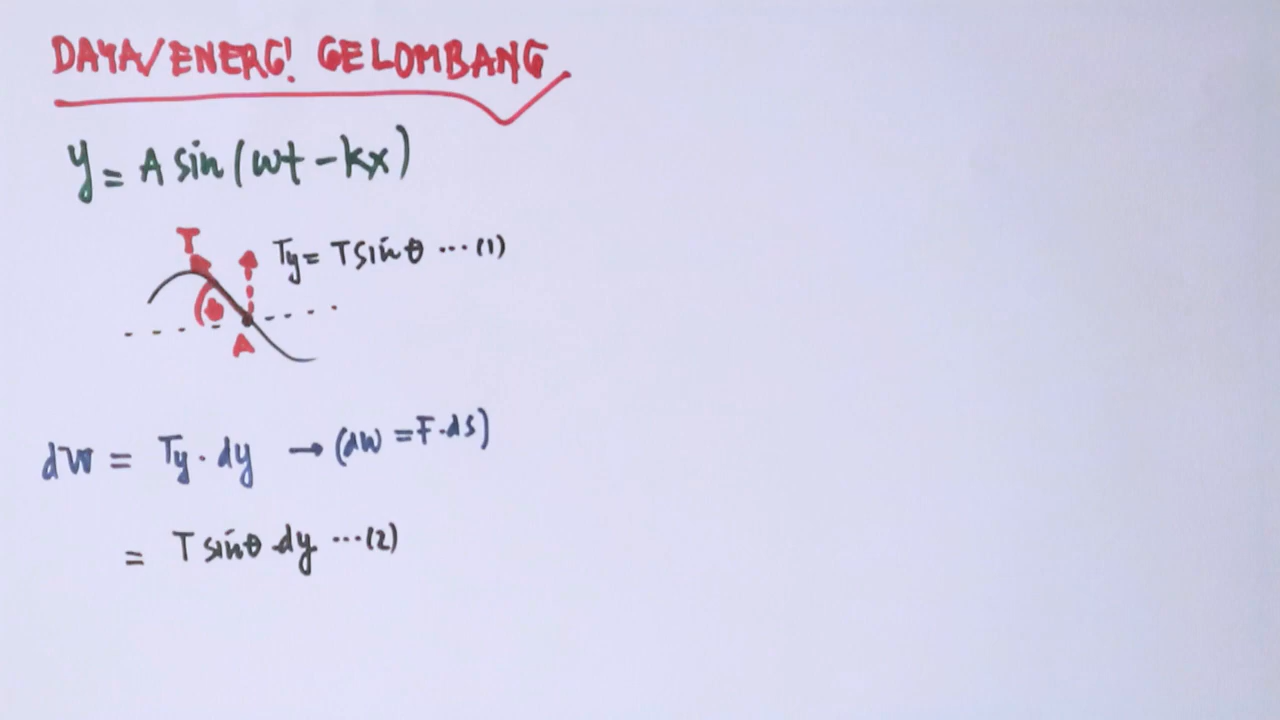 DAYA/ENERGI GELOMBANG
y = A sin (ωt - kx)
T
Ty = T sin θ ... (1)
θ
A
dW = Ty . dy → (dW = F . ds)
= T sin θ dy ... (2)